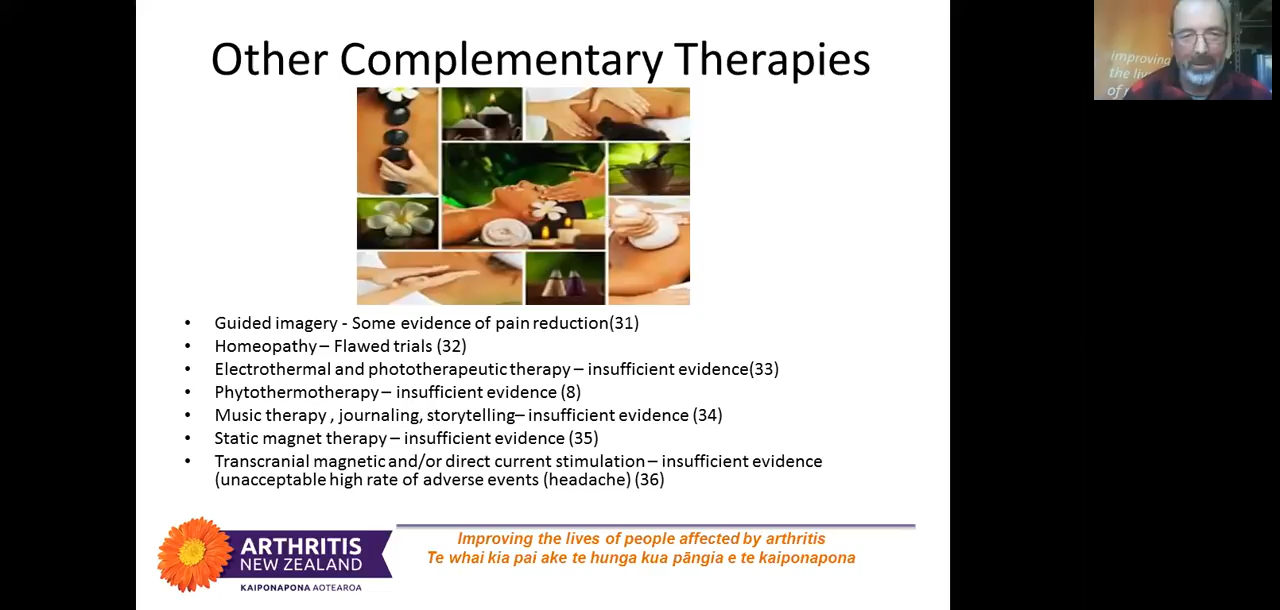 Other Complementary Therapies
Improving
the liv
of
• Guided imagery - Some evidence of pain reduction(31)
• Homeopathy – Flawed trials (32)
• Electrothermal and phototherapeutic therapy – insufficient evidence(33)
• Phytothermotherapy – insufficient evidence (8)
• Music therapy , journaling, storytelling– insufficient evidence (34)
• Static magnet therapy – insufficient evidence (35)
• Transcranial magnetic and/or direct current stimulation – insufficient evidence
(unacceptable high rate of adverse events (headache) (36)
ARTHRITIS
NEW ZEALAND
KAIPONAPONA AOTEAROA
Improving the lives of people affected by arthritis
Te whai kia pai ake te hunga kua pāngia e te kaiponapona